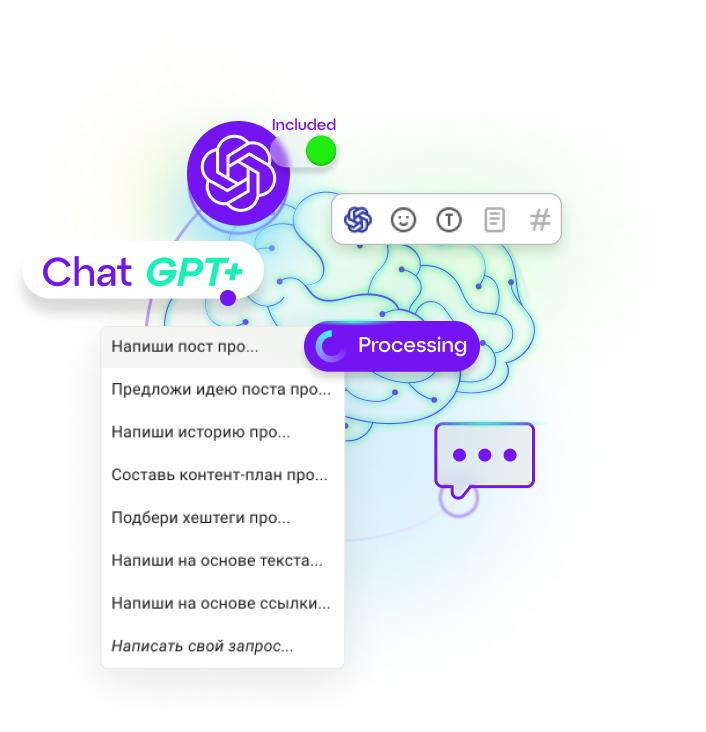 Included
Chat GPT+
Напиши пост про...
Processing
Предложи идею поста про...
Напиши историю про...
Составь контент-план про...
Подбери хештеги про...
Напиши на основе текста...
Напиши на основе ссылки...
Написать свой запрос...